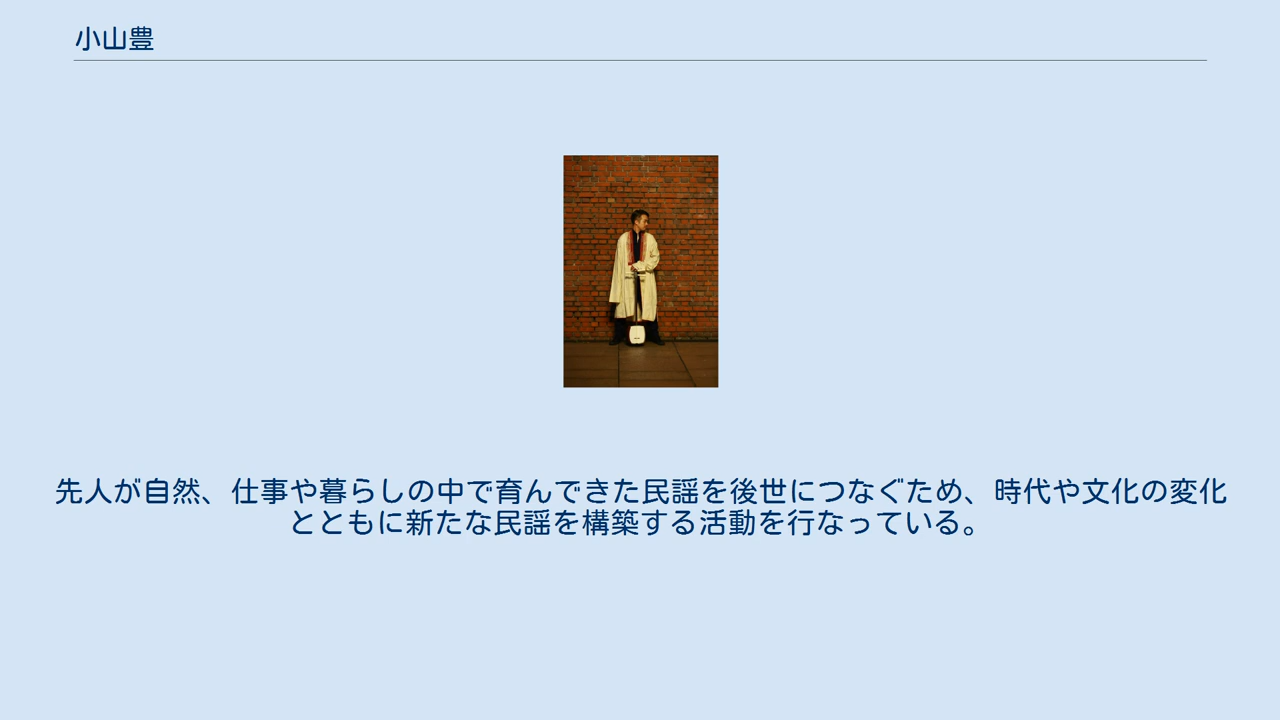 小山豊
先人が自然、仕事や暮らしの中で育んできた民謡を後世につなぐため、時代や文化の変化
とともに新たな民謡を構築する活動を行なっている。